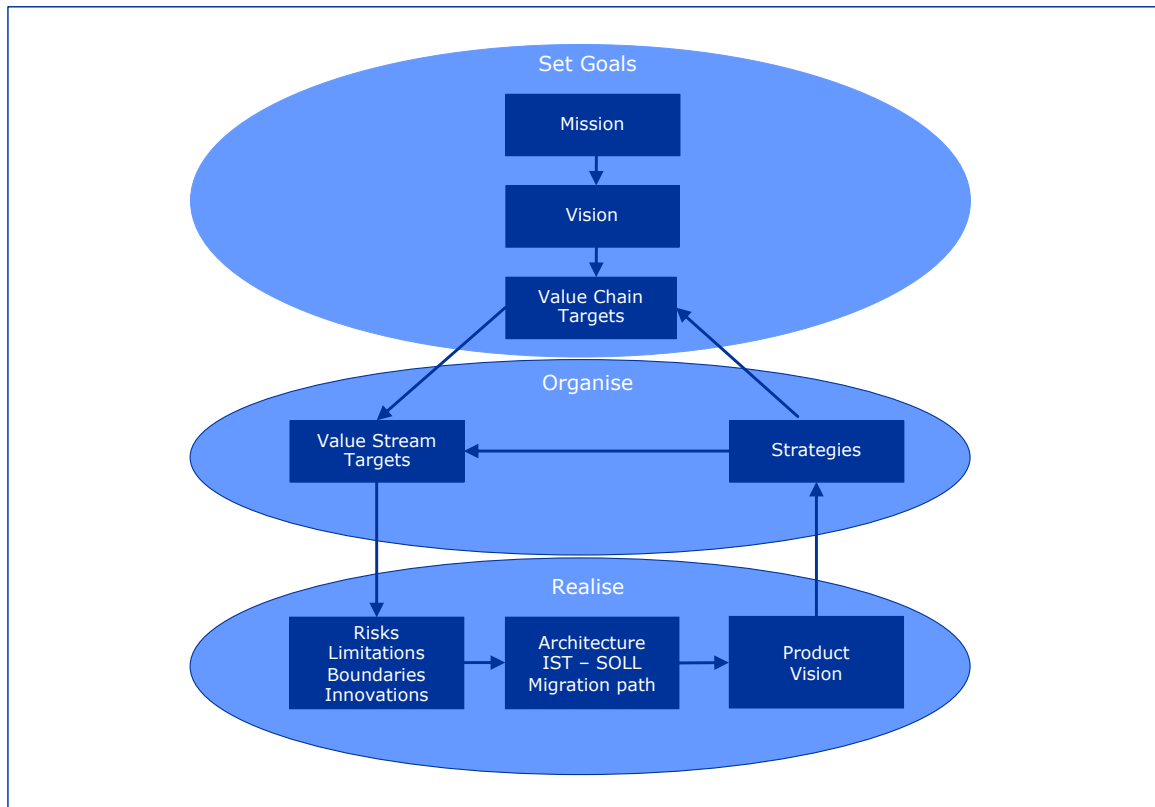 Set Goals
Mission
Vision
Value Chain
Targets
Organise
Value Stream
Targets
Strategies
Realise
Risks
Limitations
Boundaries
Innovations
Architecture
IST – SOLL
Migration path
Product
Vision